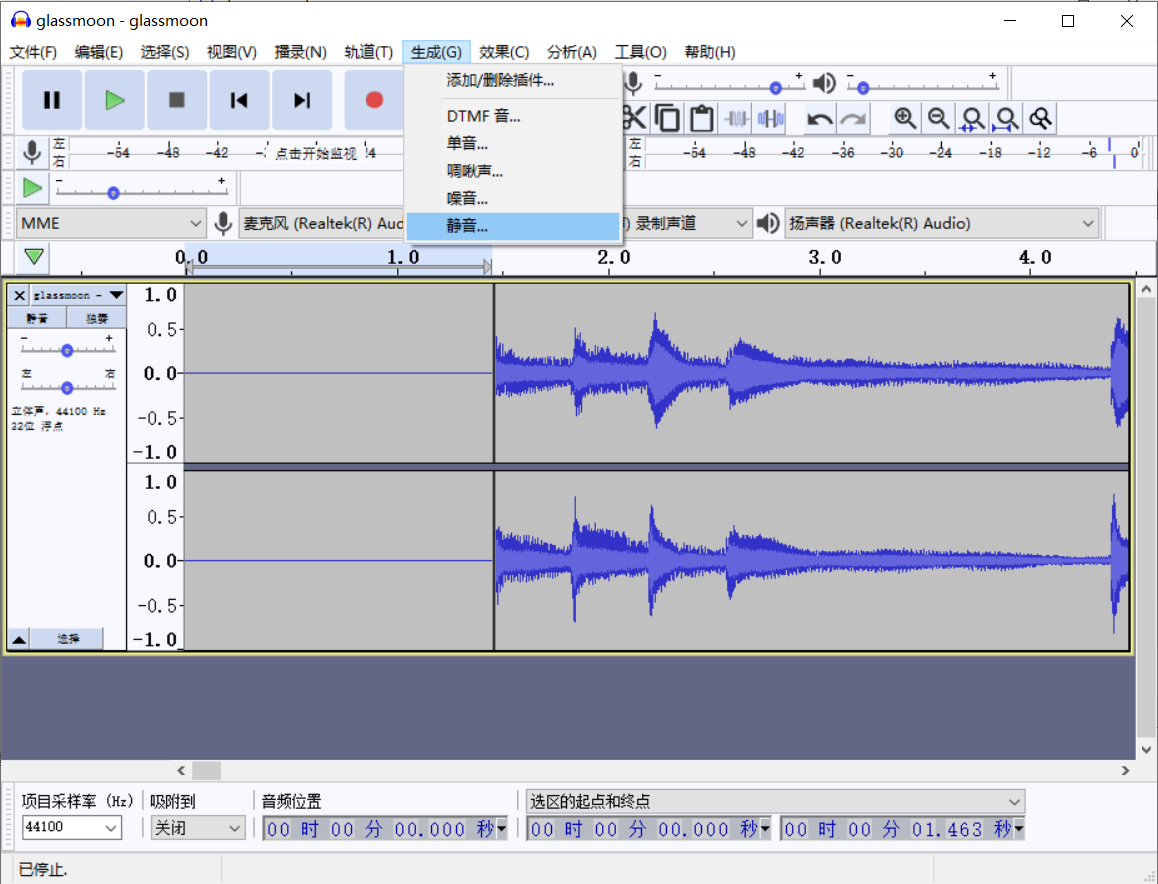 glassmoon - glassmoon
文件(F) 编辑(E) 选择(S) 视图(V) 播录(N) 轨道(T) 生成(G) 效果(C) 分析(A) 工具(O) 帮助(H)
添加/删除插件...
DTMF 音...
单音...
啁啾声...
噪音...
静音...
左
右
-54 -48 -42 点击开始监视
左
右
-54 -48 -42 -36 -30 -24 -18 -12 -6 0
MME 麦克风 (Realtek(R) Aud 录制声道 扬声器 (Realtek(R) Audio)
0.0 1.0 2.0 3.0 4.0
glassmoon -
静音 独奏
- +
左 右
立体声, 44100 Hz
32位 浮点
选择
1.0
0.5-
0.0-
-0.5-
-1.0
1.0
0.5-
0.0-
-0.5-
-1.0
项目采样率 (Hz) 吸附到 音频位置 选区的起点和终点
44100 关闭 00 时 00 分 00.000 秒 00 时 00 分 00.000 秒 00 时 00 分 01.463 秒
已停止.